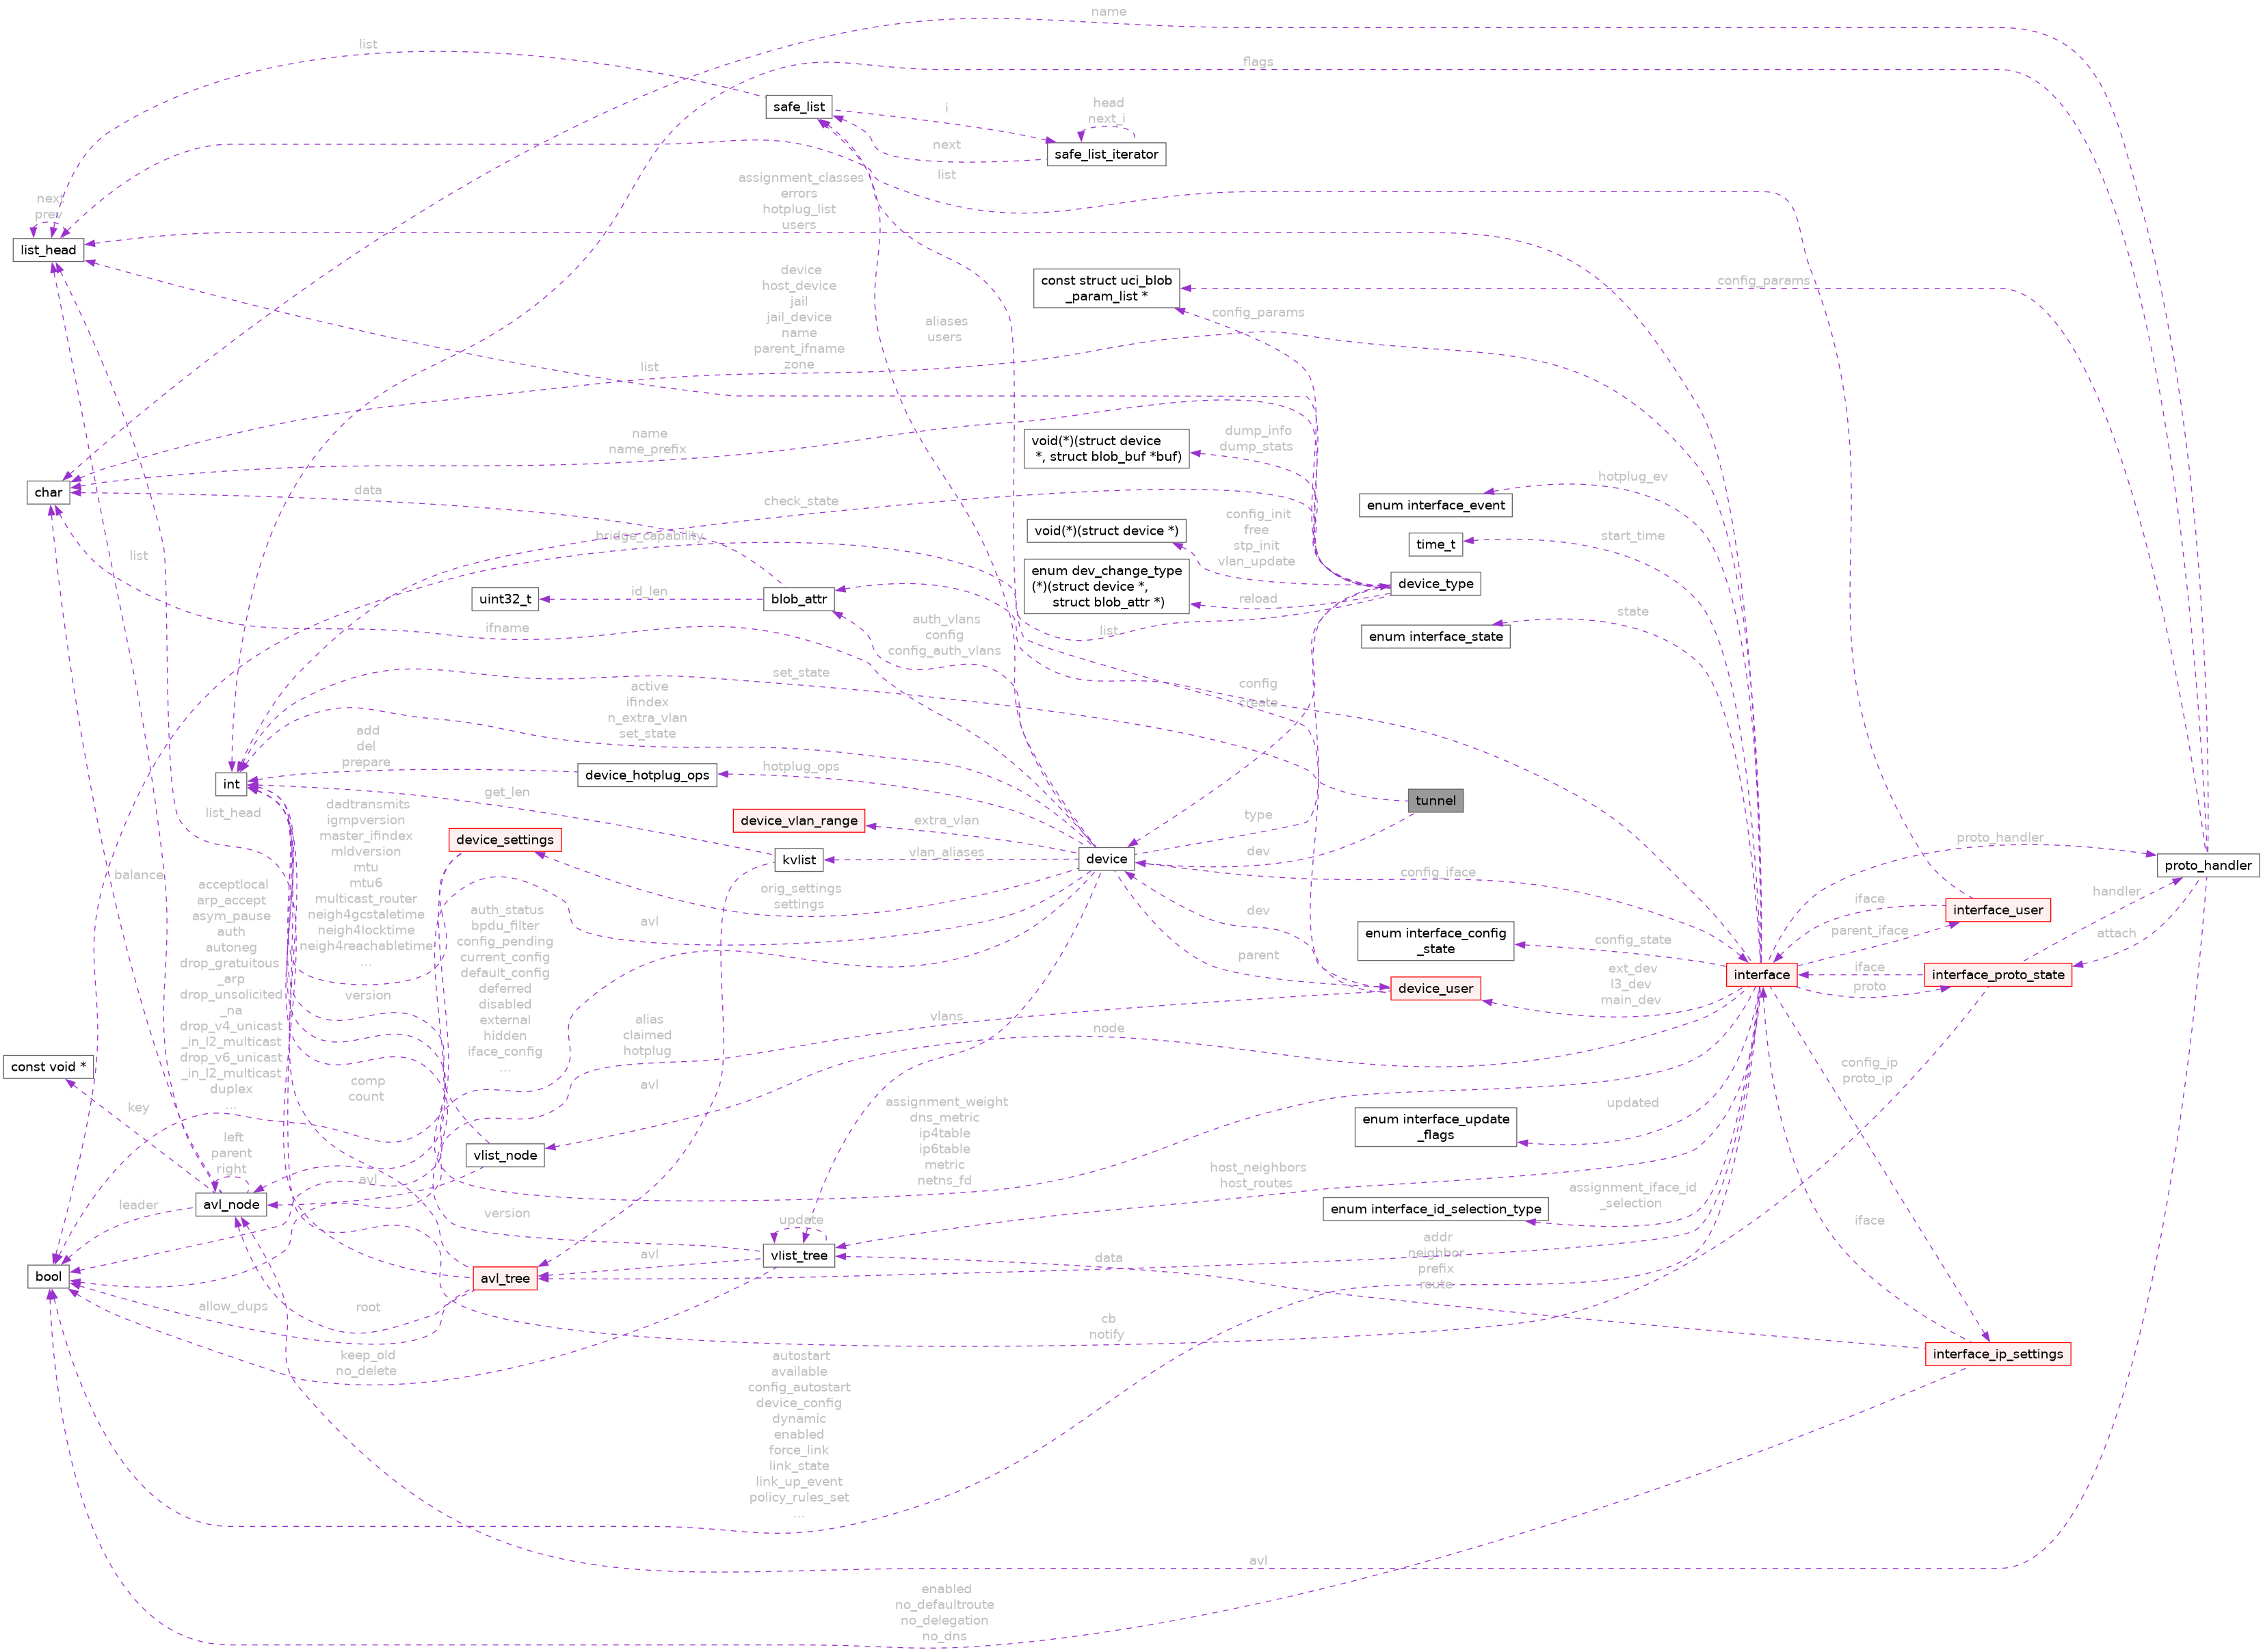 name
list
flags
safe_list
i
head
next_i
next
safe_list_iterator
list
assignment_classes
errors
hotplug_list
users
next
prev
list_head
const struct uci_blob
_param_list *
config_params
config_params
device
host_device
jail
jail_device
name
parent_ifname
zone
aliases
users
list
name
name_prefix
dump_info
dump_stats
void(*)(struct device
*, struct blob_buf *buf)
char
data
check_state
bridge_capability
hotplug_ev
enum interface_event
config_init
free
stp_init
vlan_update
void(*)(struct device *)
start_time
time_t
list
enum dev_change_type
(*)(struct device *,
struct blob_attr *)
reload
device_type
uint32_t
id_len
blob_attr
ifname
auth_vlans
config
config_auth_vlans
list
state
enum interface_state
set_state
config
create
active
ifindex
n_extra_vlan
set_state
add
del
prepare
int
device_hotplug_ops
hotplug_ops
tunnel
get_len
list_head
dadtransmits
igmpversion
master_ifindex
mldversion
mtu
mtu6
multicast_router
neigh4gcstaletime
neigh4locktime
neigh4reachabletime
...
device_settings
device_vlan_range
extra_vlan
type
kvlist
vlan_aliases
device
dev
proto_handler
proto_handler
config_iface
orig_settings
settings
balance
handler
iface
interface_user
parent_iface
attach
acceptlocal
arp_accept
asym_pause
auth
autoneg
drop_gratuitous
_arp
drop_unsolicited
_na
drop_v4_unicast
_in_l2_multicast
drop_v6_unicast
_in_l2_multicast
duplex
...
auth_status
bpdu_filter
config_pending
current_config
default_config
deferred
disabled
external
hidden
iface_config
...
avl
dev
enum interface_config
_state
config_state
parent
device_user
ext_dev
l3_dev
main_dev
interface
iface
proto
interface_proto_state
version
alias
claimed
hotplug
vlans
node
const void *
key
comp
count
avl
config_ip
proto_ip
assignment_weight
dns_metric
ip4table
ip6table
metric
netns_fd
enum interface_update
_flags
updated
left
parent
right
vlist_node
avl
avl_node
leader
version
host_neighbors
host_routes
enum interface_id_selection_type
assignment_iface_id
_selection
update
vlist_tree
iface
bool
avl_tree
avl
data
addr
neighbor
prefix
route
allow_dups
root
cb
notify
keep_old
no_delete
interface_ip_settings
autostart
available
config_autostart
device_config
dynamic
enabled
force_link
link_state
link_up_event
policy_rules_set
...
avl
enabled
no_defaultroute
no_delegation
no_dns